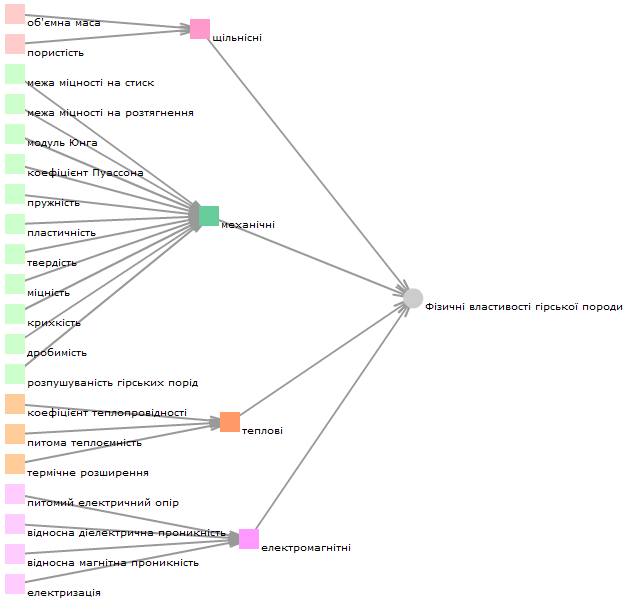 об'ємна маса
пористість
межа міцності на стиск
межа міцності на розтягнення
модуль Юнга
коефіцієнт Пуассона
пружність
пластичність
твердість
міцність
крихкість
дробимість
розпушуваність гірських порід
коефіцієнт теплопровідності
питома теплоємність
термічне розширення
питомий електричний опір
відносна діелектрична проникність
відносна магнітна проникність
електризація
щільнісні
механічні
теплові
електромагнітні
Фізичні властивості гірської породи